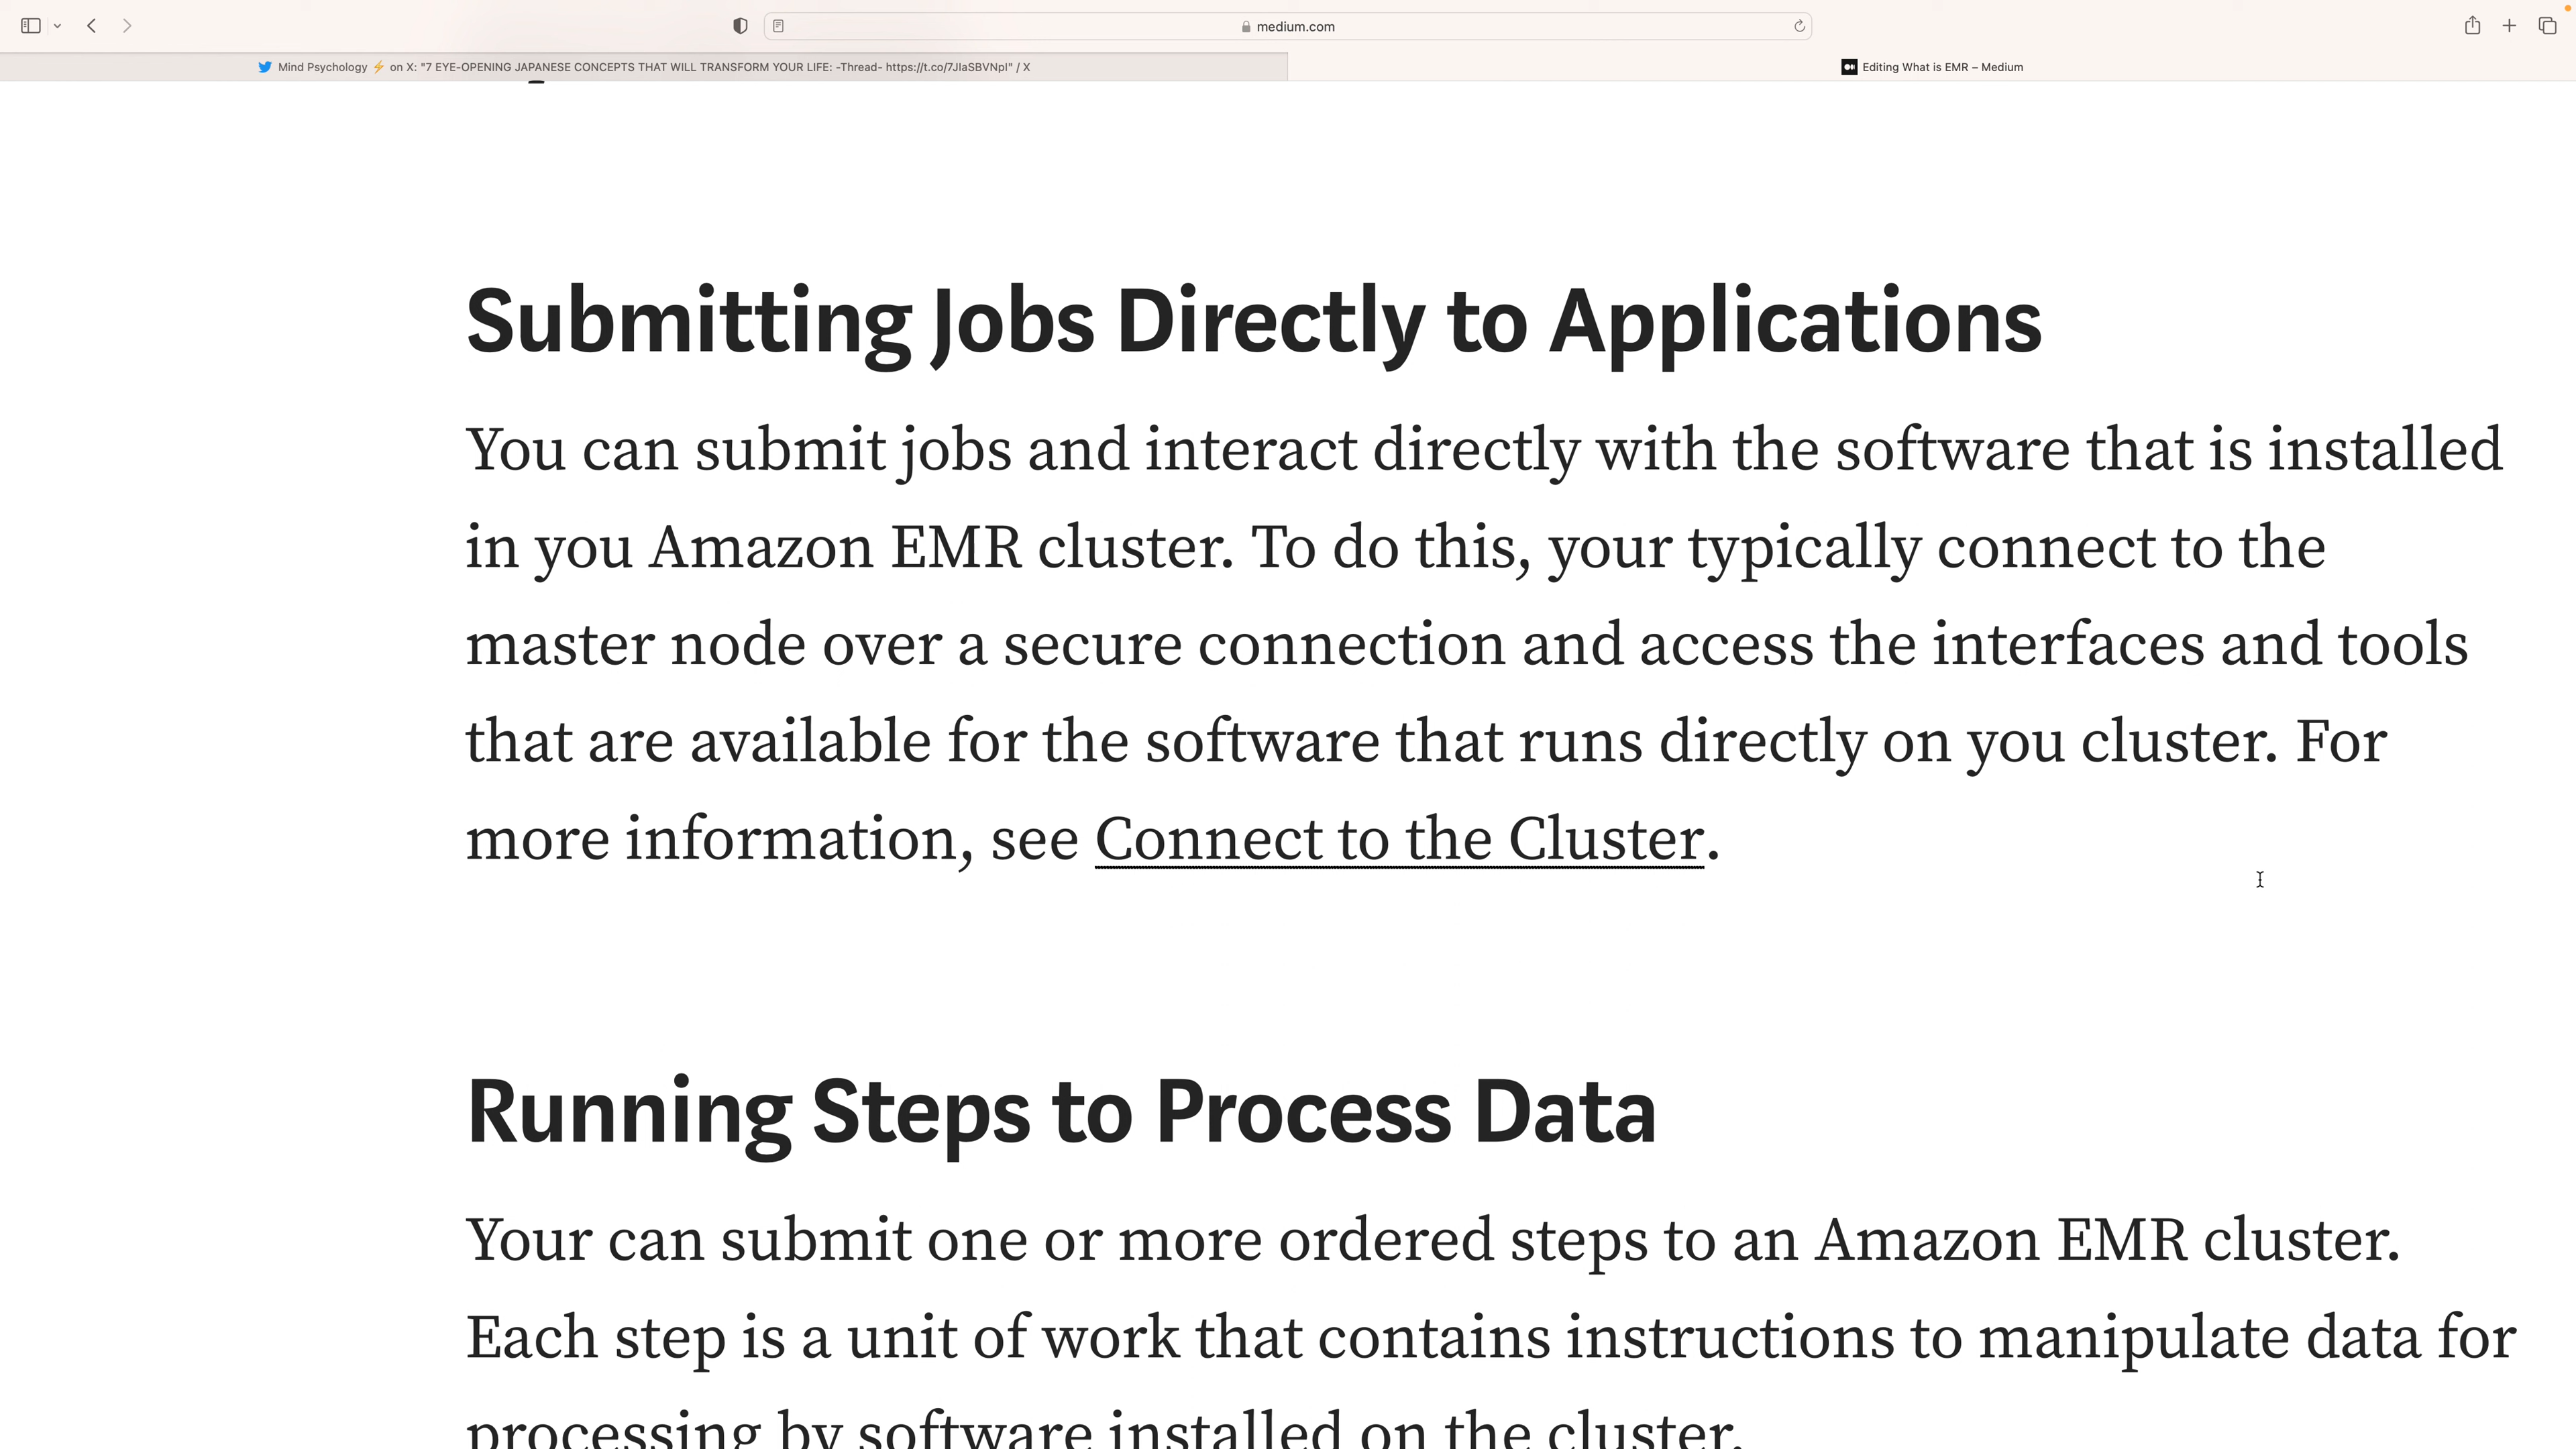 medium.com
Mind Psychology ⚡ on X: "7 EYE-OPENING JAPANESE CONCEPTS THAT WILL TRANSFORM YOUR LIFE: -Thread- https://t.co/7JIaSBVNpI" / X
Editing What is EMR – Medium
Submitting Jobs Directly to Applications
You can submit jobs and interact directly with the software that is installed
in you Amazon EMR cluster. To do this, your typically connect to the
master node over a secure connection and access the interfaces and tools
that are available for the software that runs directly on you cluster. For
more information, see Connect to the Cluster.
Running Steps to Process Data
Your can submit one or more ordered steps to an Amazon EMR cluster.
Each step is a unit of work that contains instructions to manipulate data for
processing by software installed on the cluster.